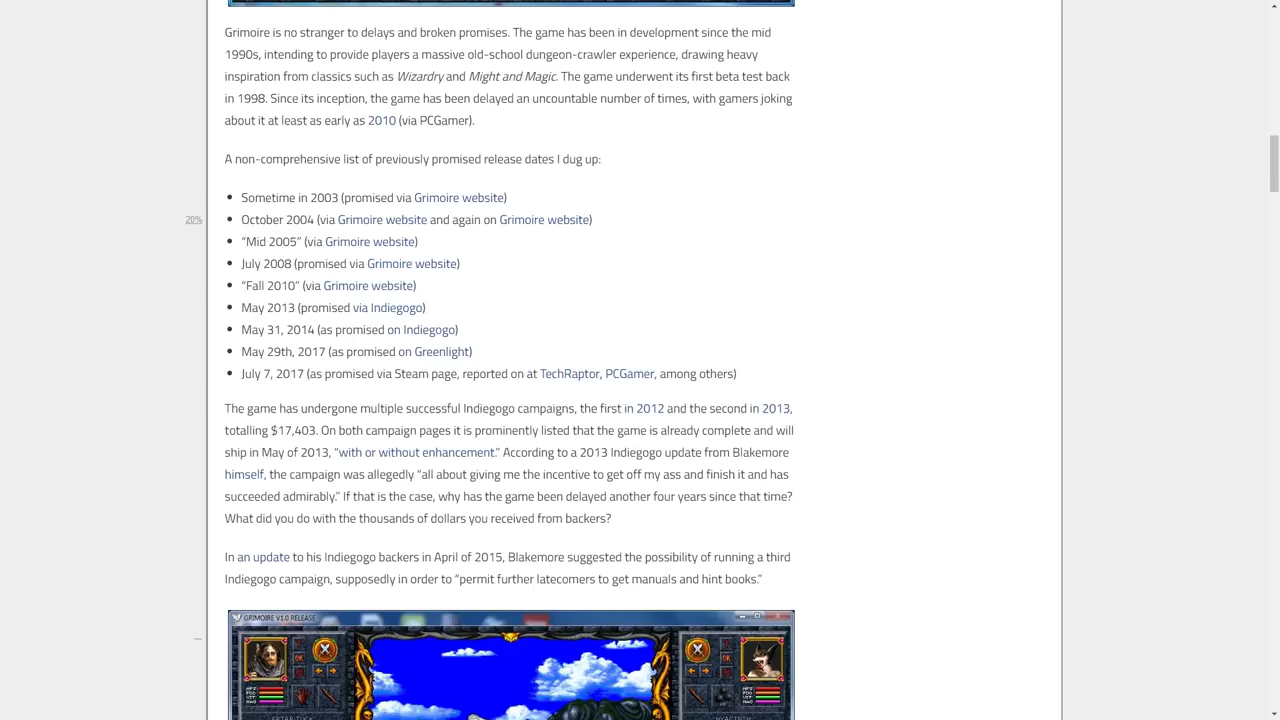 Grimoire is no stranger to delays and broken promises. The game has been in development since the mid
1990s, intending to provide players a massive old-school dungeon-crawler experience, drawing heavy
inspiration from classics such as Wizardry and Might and Magic. The game underwent its first beta test back
in 1998. Since its inception, the game has been delayed an uncountable number of times, with gamers joking
about it at least as early as 2010 (via PCGamer).
A non-comprehensive list of previously promised release dates I dug up:
Sometime in 2003 (promised via Grimoire website)
20%
October 2004 (via Grimoire website and again on Grimoire website)
“Mid 2005” (via Grimoire website)
July 2008 (promised via Grimoire website)
“Fall 2010” (via Grimoire website)
May 2013 (promised via Indiegogo)
May 31, 2014 (as promised on Indiegogo)
May 29th, 2017 (as promised on Greenlight)
July 7, 2017 (as promised via Steam page, reported on at TechRaptor, PCGamer, among others)
The game has undergone multiple successful Indiegogo campaigns, the first in 2012 and the second in 2013,
totalling $17,403. On both campaign pages it is prominently listed that the game is already complete and will
ship in May of 2013, “with or without enhancement.” According to a 2013 Indiegogo update from Blakemore
himself, the campaign was allegedly “all about giving me the incentive to get off my ass and finish it and has
succeeded admirably.” If that is the case, why has the game been delayed another four years since that time?
What did you do with the thousands of dollars you received from backers?
In an update to his Indiegogo backers in April of 2015, Blakemore suggested the possibility of running a third
Indiegogo campaign, supposedly in order to “permit further latecomers to get manuals and hint books.”
GRIMOIRE V1.0 RELEASE